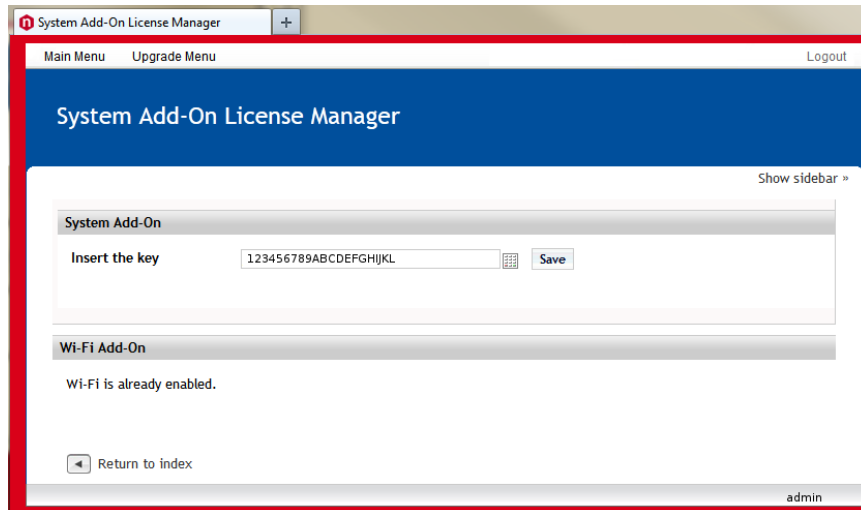 System Add-On License Manager +
Main Menu Upgrade Menu Logout
System Add-On License Manager
Show sidebar »
System Add-On
Insert the key 123456789ABCDEFGHIJKL Save
Wi-Fi Add-On
Wi-Fi is already enabled.
Return to index
admin